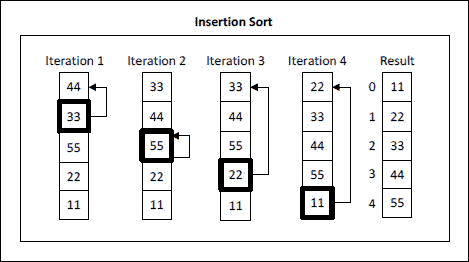 Insertion Sort
Iteration 1 Iteration 2 Iteration 3 Iteration 4 Result
44 33 33 22 0 11
33 44 44 33 1 22
55 55 55 44 2 33
22 22 22 55 3 44
11 11 11 11 4 55